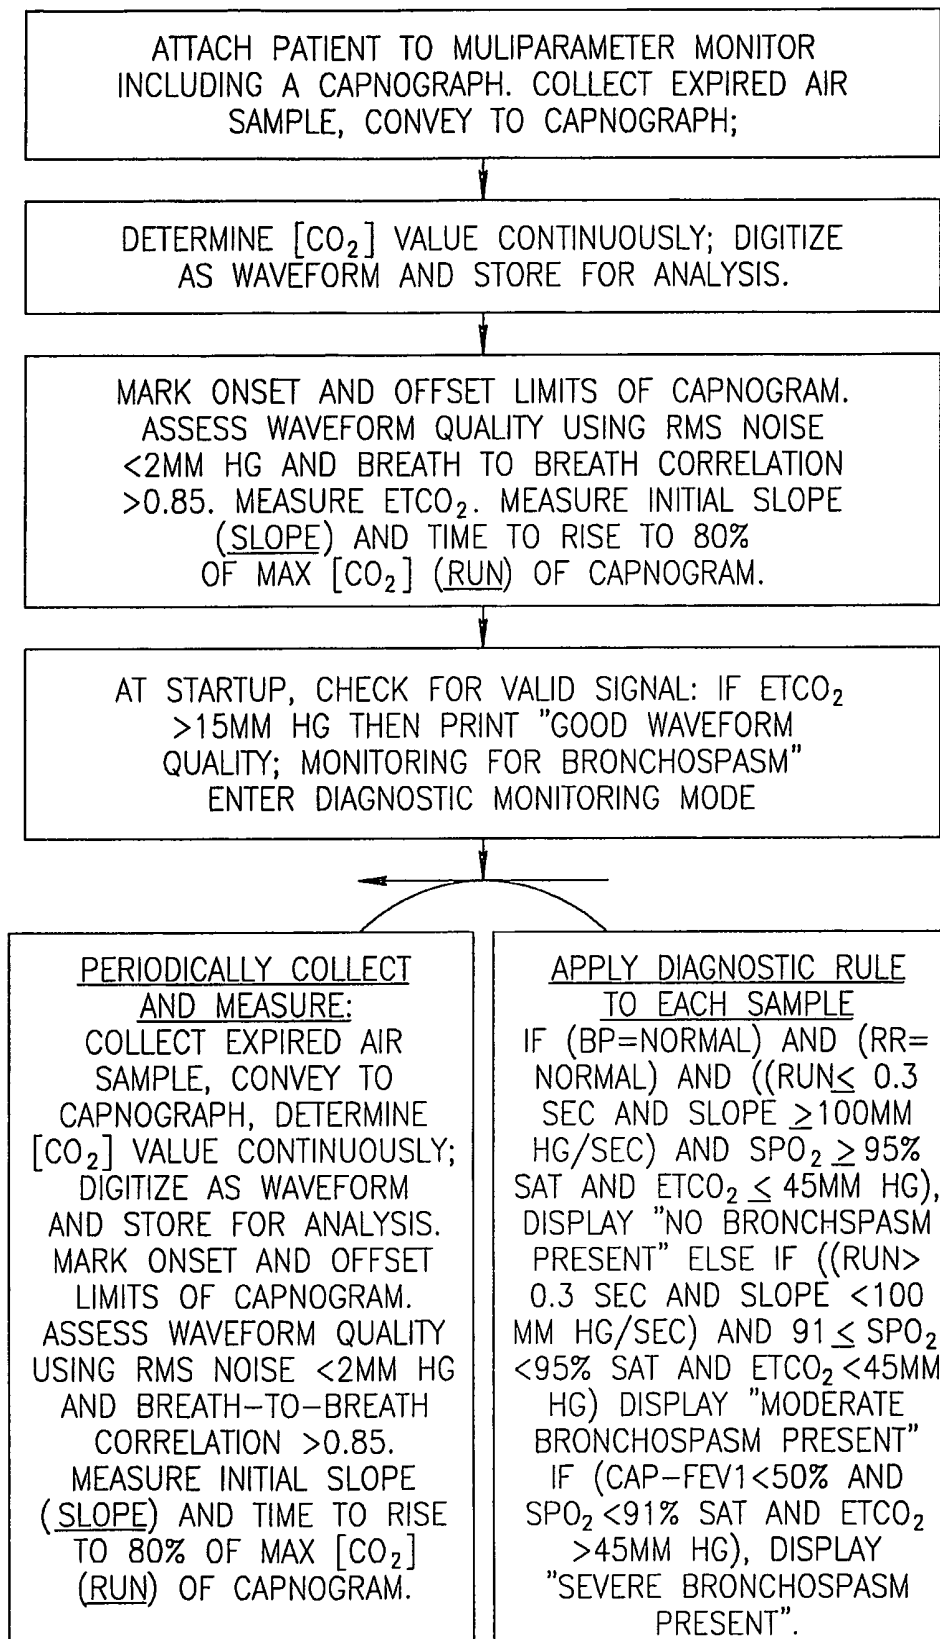 ATTACH PATIENT TO MULIPARAMETER MONITOR
INCLUDING A CAPNOGRAPH. COLLECT EXPIRED AIR
SAMPLE, CONVEY TO CAPNOGRAPH;
DETERMINE [CO₂] VALUE CONTINUOUSLY; DIGITIZE
AS WAVEFORM AND STORE FOR ANALYSIS.
MARK ONSET AND OFFSET LIMITS OF CAPNOGRAM.
ASSESS WAVEFORM QUALITY USING RMS NOISE
<2MM HG AND BREATH TO BREATH CORRELATION
>0.85. MEASURE ETCO₂. MEASURE INITIAL SLOPE
(SLOPE) AND TIME TO RISE TO 80%
OF MAX [CO₂] (RUN) OF CAPNOGRAM.
AT STARTUP, CHECK FOR VALID SIGNAL: IF ETCO₂
>15MM HG THEN PRINT "GOOD WAVEFORM
QUALITY; MONITORING FOR BRONCHOSPASM"
ENTER DIAGNOSTIC MONITORING MODE
PERIODICALLY COLLECT
AND MEASURE:
COLLECT EXPIRED AIR
SAMPLE, CONVEY TO
CAPNOGRAPH, DETERMINE
[CO₂] VALUE CONTINUOUSLY;
DIGITIZE AS WAVEFORM
AND STORE FOR ANALYSIS.
MARK ONSET AND OFFSET
LIMITS OF CAPNOGRAM.
ASSESS WAVEFORM QUALITY
USING RMS NOISE <2MM HG
AND BREATH-TO-BREATH
CORRELATION >0.85.
MEASURE INITIAL SLOPE
(SLOPE) AND TIME TO RISE
TO 80% OF MAX [CO₂]
(RUN) OF CAPNOGRAM.
APPLY DIAGNOSTIC RULE
TO EACH SAMPLE
IF (BP=NORMAL) AND (RR=
NORMAL) AND ((RUN≤ 0.3
SEC AND SLOPE ≥100MM
HG/SEC) AND SPO₂ ≥ 95%
SAT AND ETCO₂ ≤ 45MM HG),
DISPLAY "NO BRONCHSPASM
PRESENT" ELSE IF ((RUN>
0.3 SEC AND SLOPE <100
MM HG/SEC) AND 91 ≤ SPO₂
<95% SAT AND ETCO₂ <45MM
HG) DISPLAY "MODERATE
BRONCHOSPASM PRESENT"
IF (CAP-FEV1<50% AND
SPO₂ <91% SAT AND ETCO₂
>45MM HG), DISPLAY
"SEVERE BRONCHOSPASM
PRESENT".